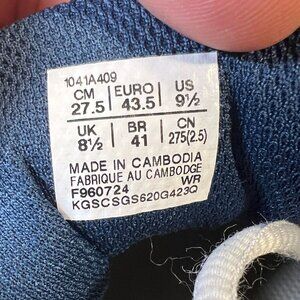 1041A409
CM EURO US
27.5 43.5 9½
UK BR CN
8½ 41 275(2.5)
MADE IN CAMBODIA
FABRIQUE AU CAMBODGE
F960724 WR
KGSCSGS620G423Q